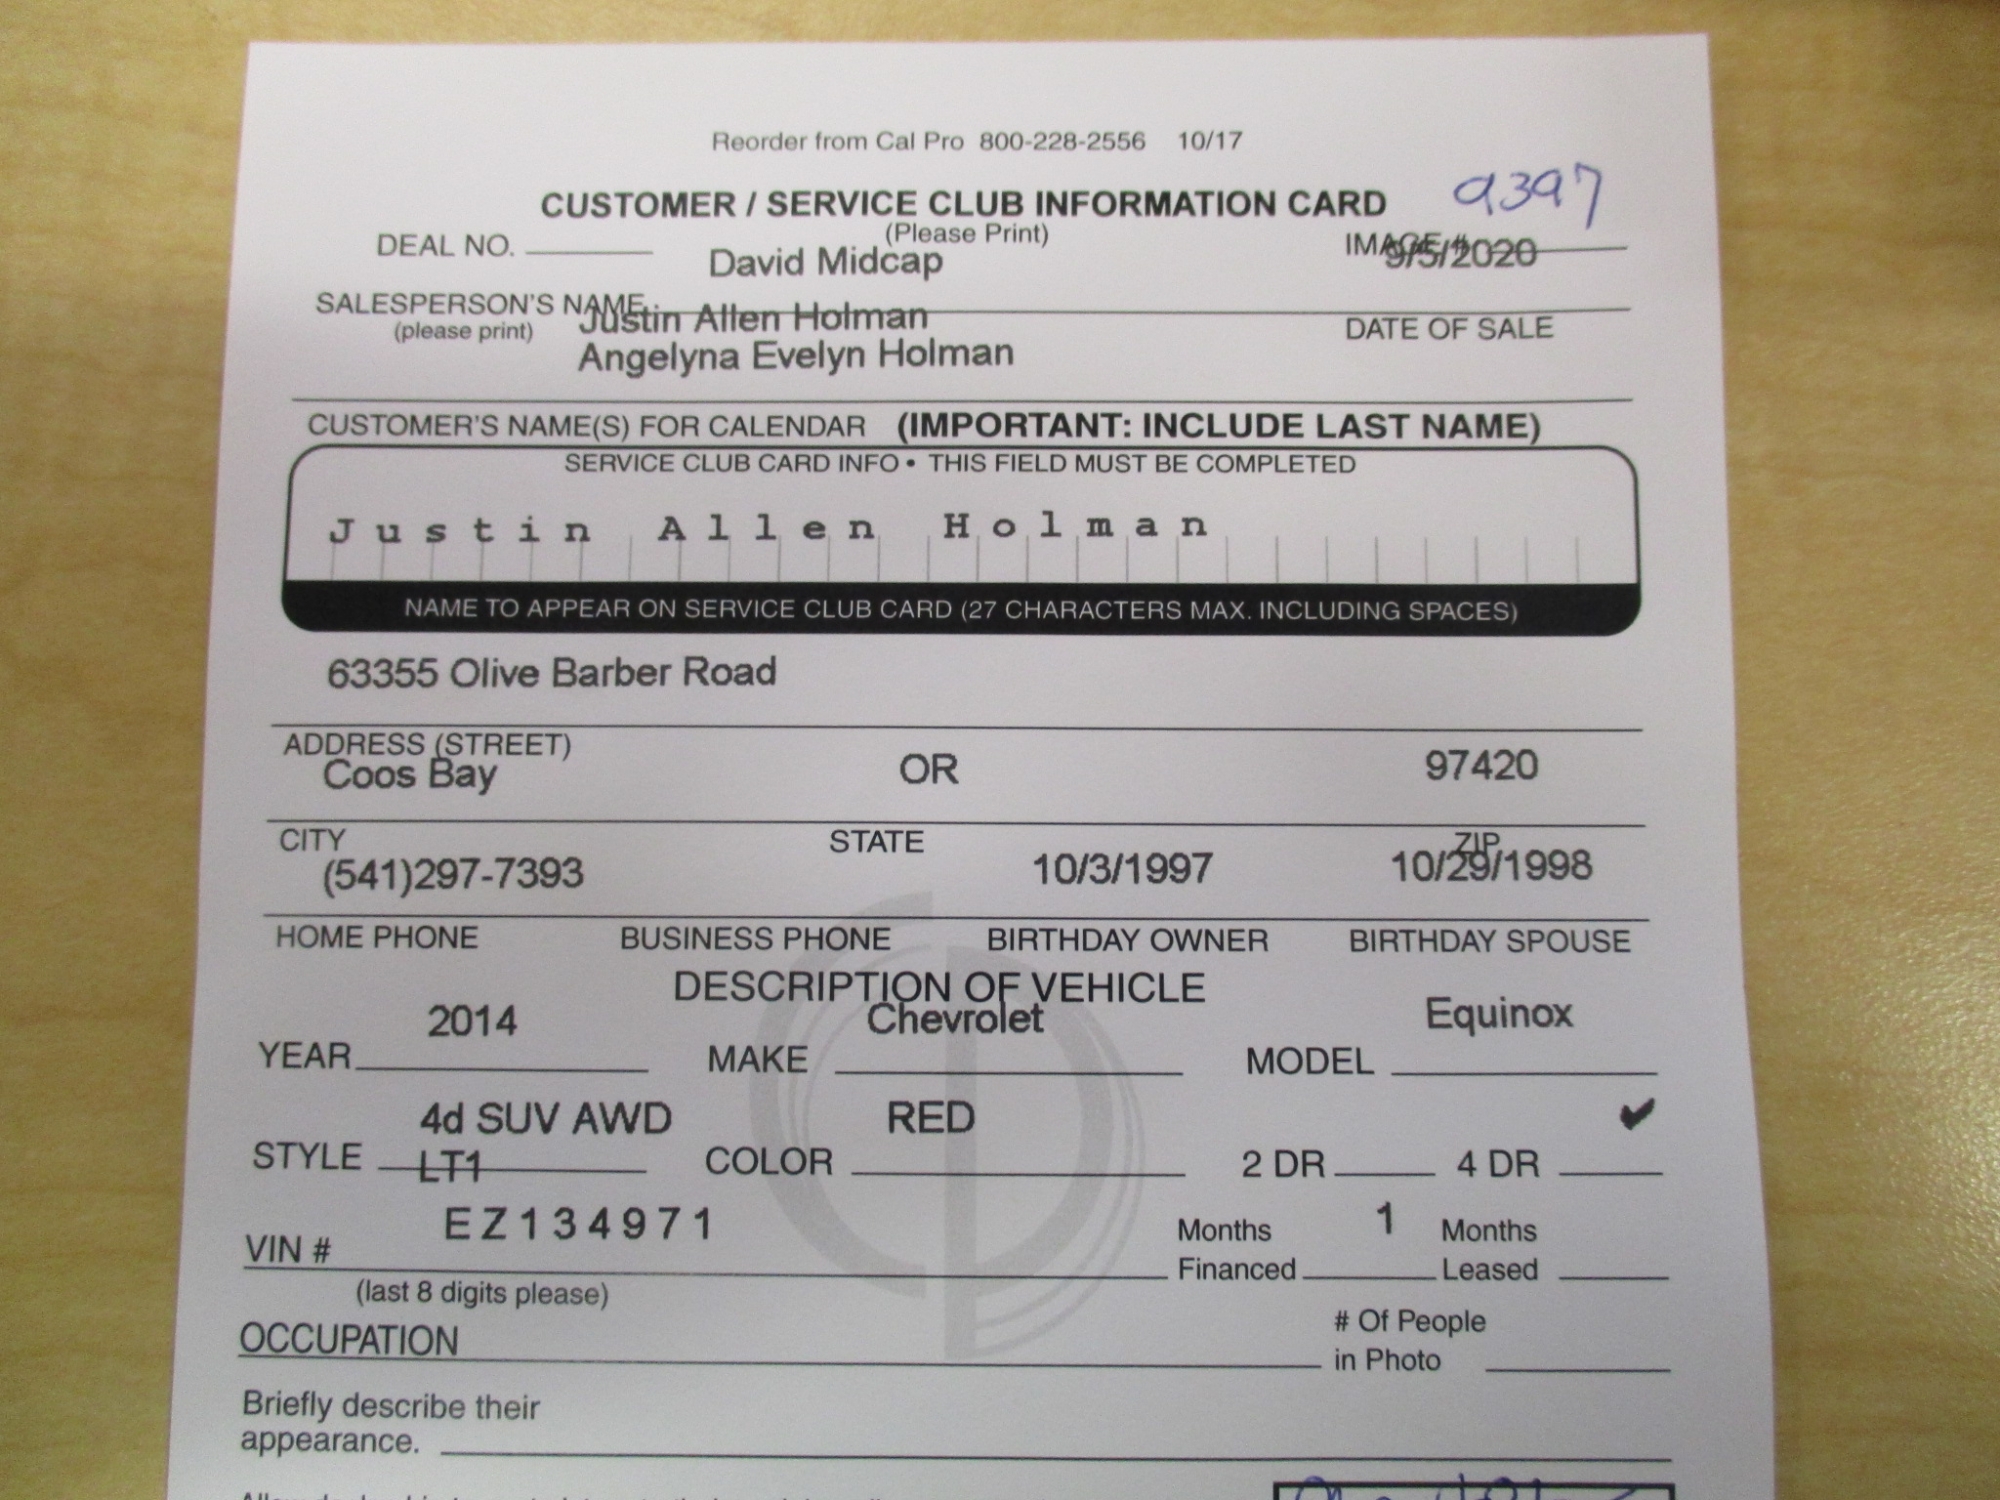 Reorder from Cal Pro 800-228-2556 10/17
CUSTOMER / SERVICE CLUB INFORMATION CARD 9397
(Please Print)
DEAL NO. David Midcap IMAGE # 9/5/2020
SALESPERSON'S NAME Justin Allen Holman
(please print) DATE OF SALE
Angelyna Evelyn Holman
CUSTOMER'S NAME(S) FOR CALENDAR (IMPORTANT: INCLUDE LAST NAME)
SERVICE CLUB CARD INFO • THIS FIELD MUST BE COMPLETED
Justin Allen Holman
NAME TO APPEAR ON SERVICE CLUB CARD (27 CHARACTERS MAX. INCLUDING SPACES)
63355 Olive Barber Road
ADDRESS (STREET)
Coos Bay OR 97420
CITY STATE ZIP
(541)297-7393 10/3/1997 10/29/1998
HOME PHONE BUSINESS PHONE BIRTHDAY OWNER BIRTHDAY SPOUSE
DESCRIPTION OF VEHICLE
2014 Chevrolet Equinox
YEAR MAKE MODEL
4d SUV AWD RED ✔
STYLE LT1 COLOR 2 DR 4 DR
EZ134971 Months 1 Months
VIN # Financed Leased
(last 8 digits please)
OCCUPATION # Of People
in Photo
Briefly describe their
appearance.